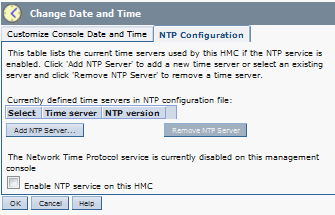 Change Date and Time
Customize Console Date and Time NTP Configuration
This table lists the current time servers used by this HMC if the NTP service is
enabled. Click 'Add NTP Server' to add a new time server or select an existing
server and click 'Remove NTP Server' to remove a time server.
Currently defined time servers in NTP configuration file:
Select Time server NTP version
Add NTP Server... Remove NTP Server
The Network Time Protocol service is currently disabled on this management
console
Enable NTP service on this HMC
OK Cancel Help